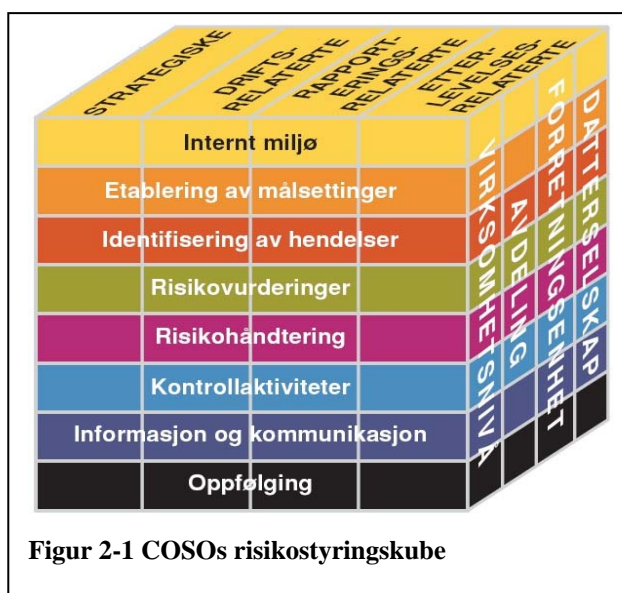 STRATEGISKE
DRIFTS-
RELATERTE
RAPPORT-
ERINGS-
RELATERTE
ETTER-
LEVELSES-
RELATERTE
Internt miljø
Etablering av målsettinger
Identifisering av hendelser
Risikovurderinger
Risikohåndtering
Kontrollaktiviteter
Informasjon og kommunikasjon
Oppfølging
VIRKSOMHETSNIVÅ
AVDELING
FORRETNINGSENHET
DATTERSELSKAP
Figur 2-1 COSOs risikostyringskube